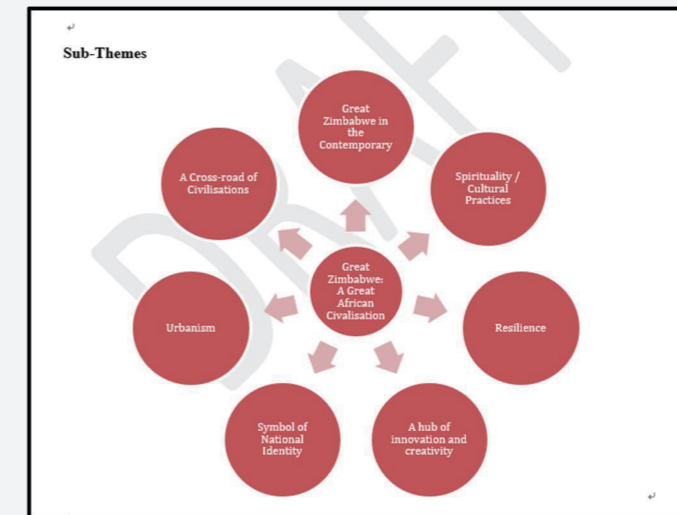 Sub-Themes
Great
Zimbabwe in
the
Contemporary
Spirituality /
Cultural
Practices
Resilience
A hub of
innovation and
creativity
Symbol of
National
Identity
Urbanism
A Cross-road of
Civilisations
Great
Zimbabwe:
A Great
African
Civalisation
DRAFT